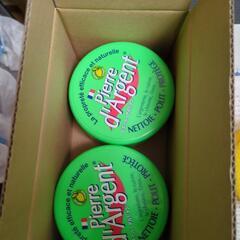 La propreté efficace et naturelle
Pierre
d'Argent
NETTOIE - POLIT - PROTÈGE
La propreté efficace et naturelle
Pierre
d'Argent
NETTOIE - POLIT - PROTÈGE